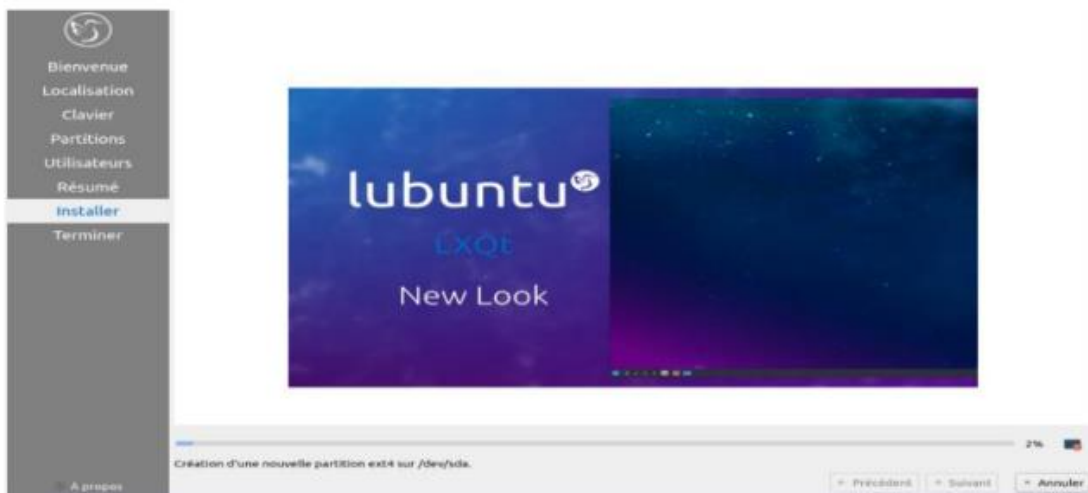 Bienvenue
Localisation
Clavier
Partitions
Utilisateurs
Résumé
Installer
Terminer
À propos
lubuntu
LXQt
New Look
2%
Création d'une nouvelle partition ext4 sur /dev/sda.
Précédent
Suivant
Annuler